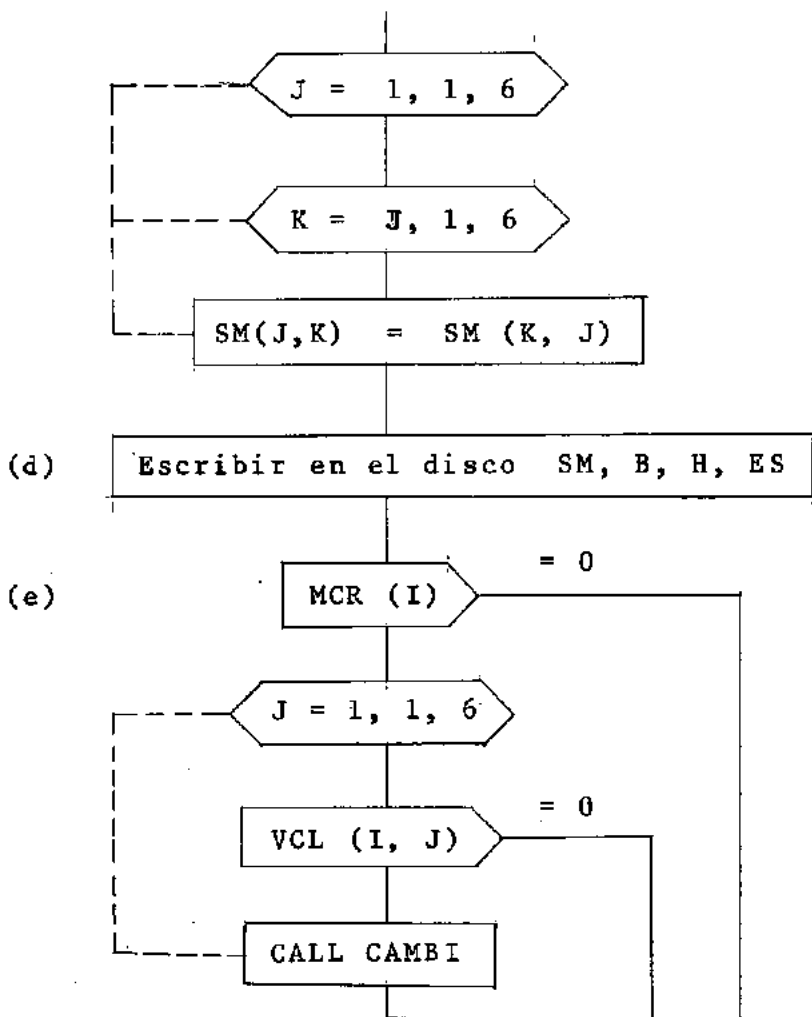 J = 1, 1, 6
K = J, 1, 6
SM(J,K) = SM (K, J)
(d) Escribir en el disco SM, B, H, ES
= 0
(e) MCR (I)
J = 1, 1, 6
= 0
VCL (I, J)
CALL CAMBI